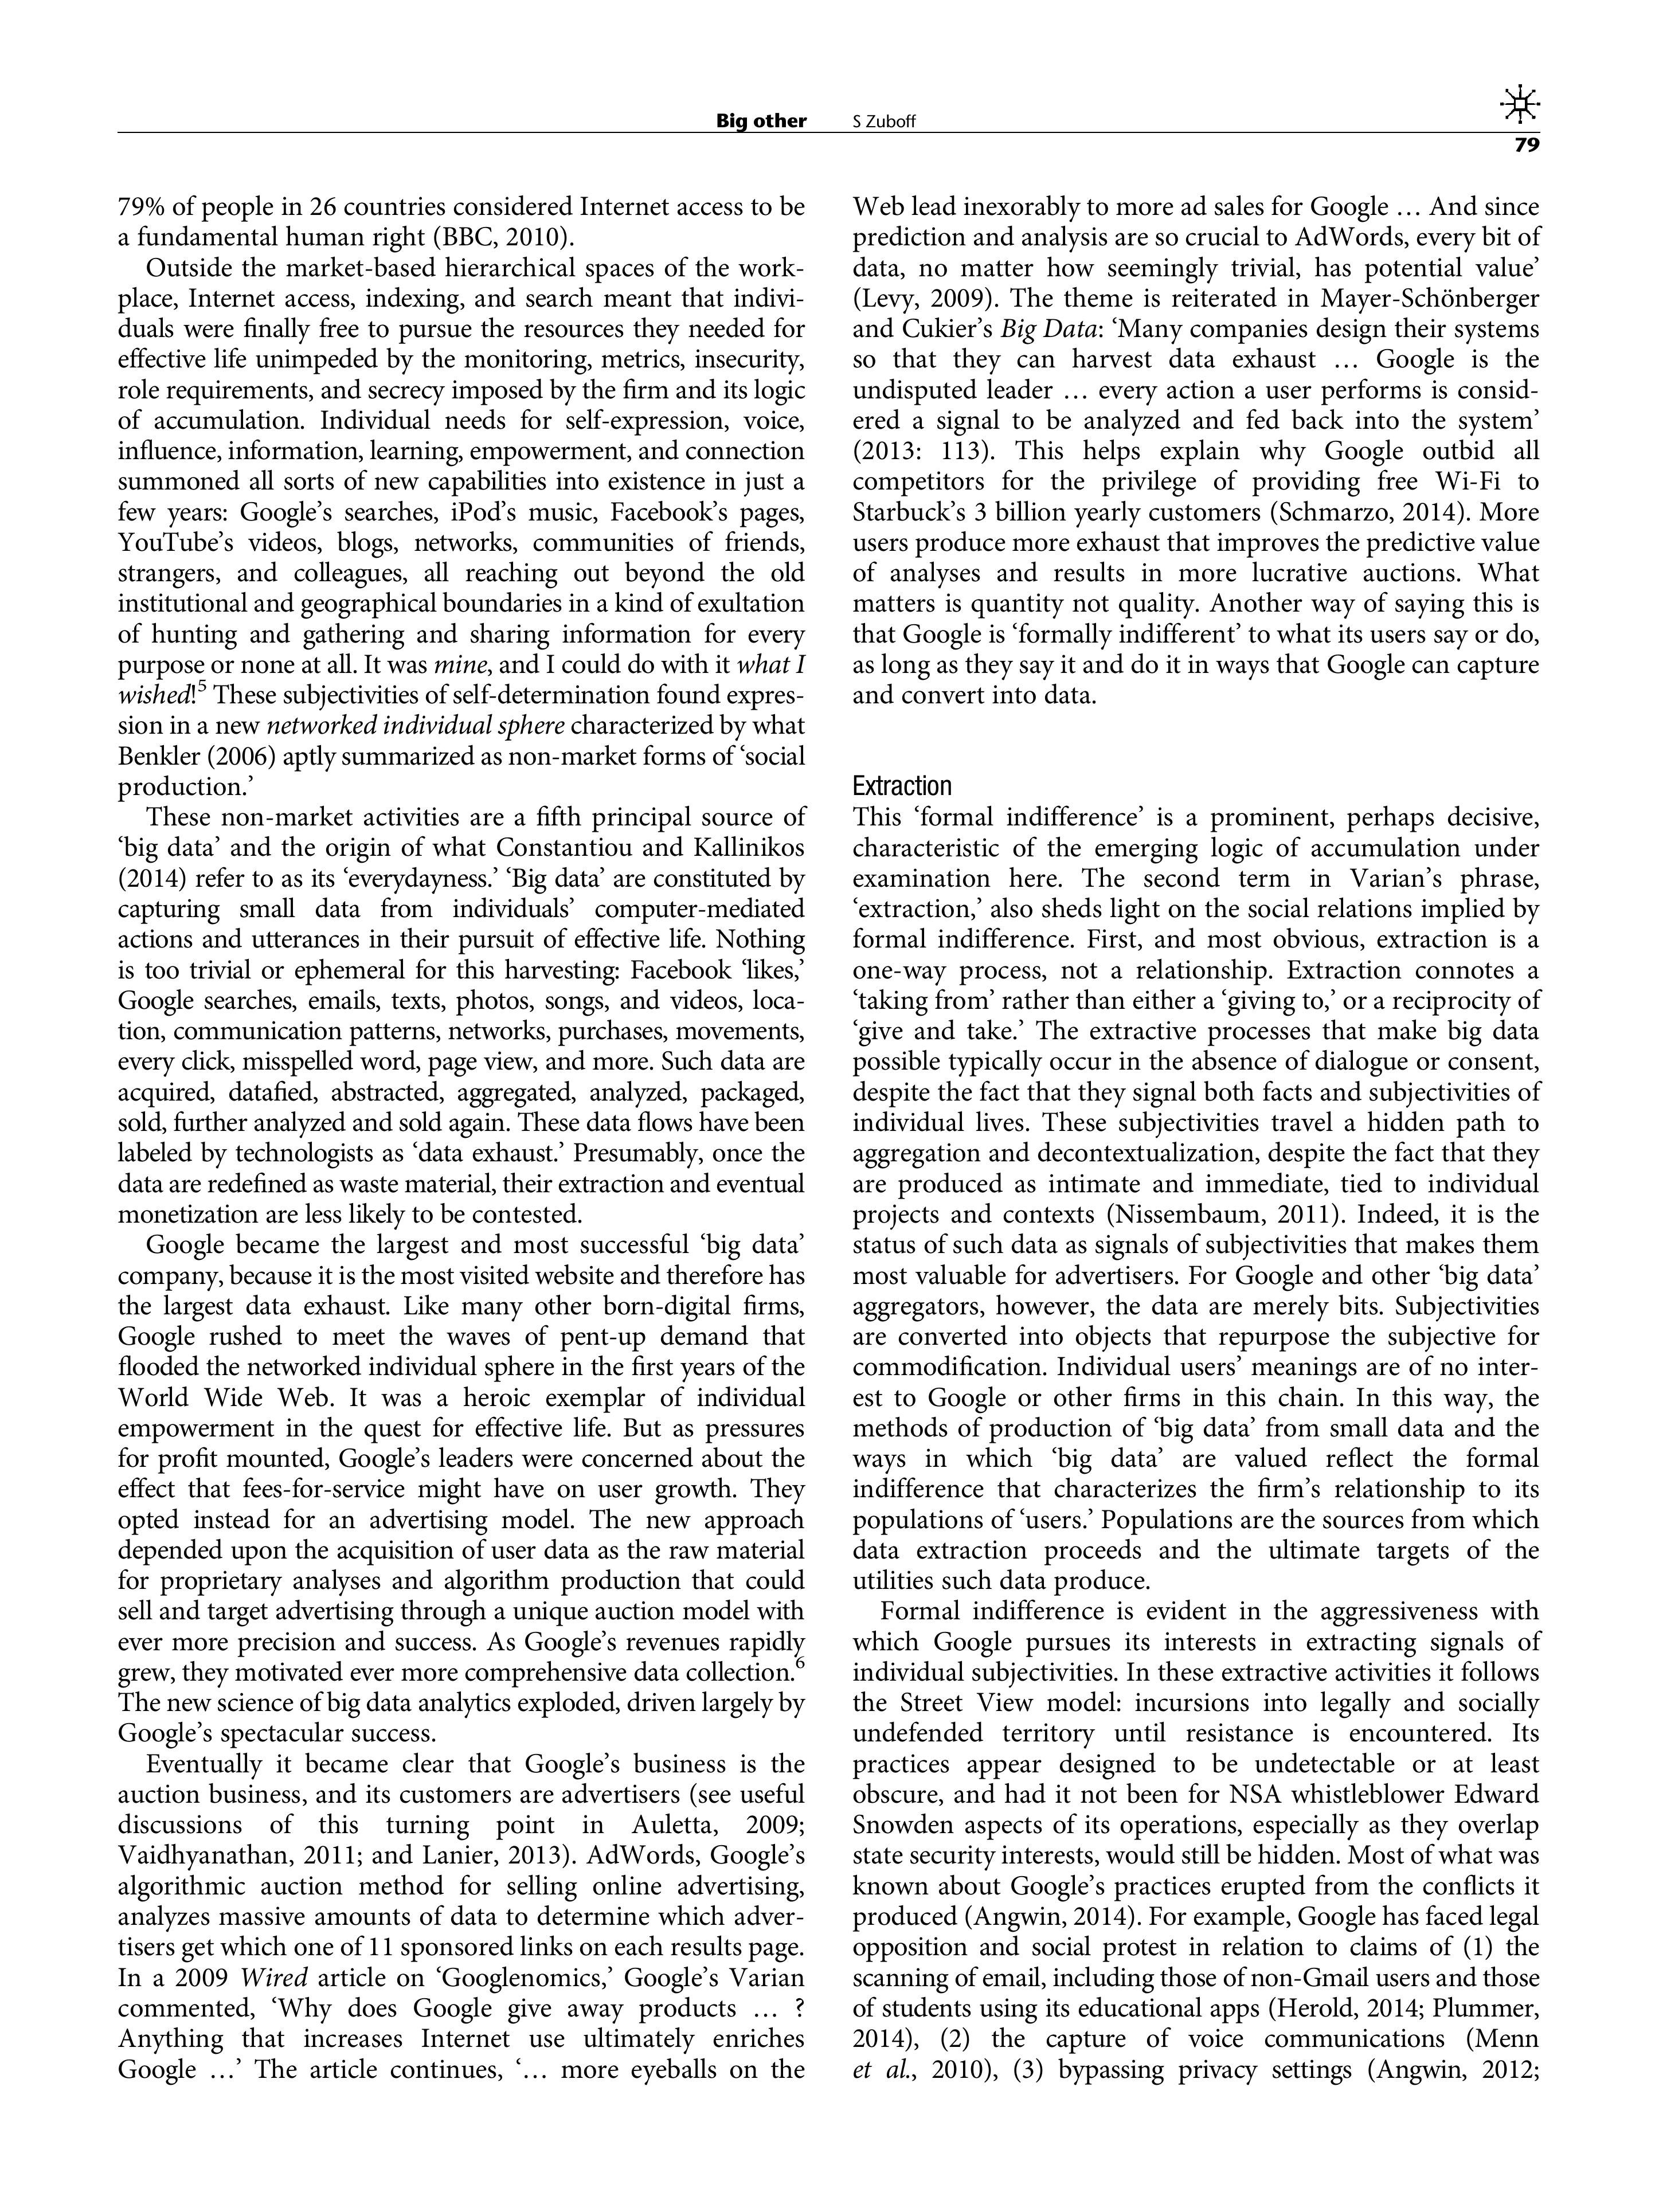 Big other S Zuboff
79
79% of people in 26 countries considered Internet access to be
a fundamental human right (BBC, 2010).
Outside the market-based hierarchical spaces of the work-
place, Internet access, indexing, and search meant that indivi-
duals were finally free to pursue the resources they needed for
effective life unimpeded by the monitoring, metrics, insecurity,
role requirements, and secrecy imposed by the firm and its logic
of accumulation. Individual needs for self-expression, voice,
influence, information, learning, empowerment, and connection
summoned all sorts of new capabilities into existence in just a
few years: Google’s searches, iPod’s music, Facebook’s pages,
YouTube’s videos, blogs, networks, communities of friends,
strangers, and colleagues, all reaching out beyond the old
institutional and geographical boundaries in a kind of exultation
of hunting and gathering and sharing information for every
purpose or none at all. It was mine, and I could do with it what I
wished!5 These subjectivities of self-determination found expres-
sion in a new networked individual sphere characterized by what
Benkler (2006) aptly summarized as non-market forms of ‘social
production.’
These non-market activities are a fifth principal source of
‘big data’ and the origin of what Constantiou and Kallinikos
(2014) refer to as its ‘everydayness.’ ‘Big data’ are constituted by
capturing small data from individuals’ computer-mediated
actions and utterances in their pursuit of effective life. Nothing
is too trivial or ephemeral for this harvesting: Facebook ‘likes,’
Google searches, emails, texts, photos, songs, and videos, loca-
tion, communication patterns, networks, purchases, movements,
every click, misspelled word, page view, and more. Such data are
acquired, datafied, abstracted, aggregated, analyzed, packaged,
sold, further analyzed and sold again. These data flows have been
labeled by technologists as ‘data exhaust.’ Presumably, once the
data are redefined as waste material, their extraction and eventual
monetization are less likely to be contested.
Google became the largest and most successful ‘big data’
company, because it is the most visited website and therefore has
the largest data exhaust. Like many other born-digital firms,
Google rushed to meet the waves of pent-up demand that
flooded the networked individual sphere in the first years of the
World Wide Web. It was a heroic exemplar of individual
empowerment in the quest for effective life. But as pressures
for profit mounted, Google’s leaders were concerned about the
effect that fees-for-service might have on user growth. They
opted instead for an advertising model. The new approach
depended upon the acquisition of user data as the raw material
for proprietary analyses and algorithm production that could
sell and target advertising through a unique auction model with
ever more precision and success. As Google’s revenues rapidly
grew, they motivated ever more comprehensive data collection.6
The new science of big data analytics exploded, driven largely by
Google’s spectacular success.
Eventually it became clear that Google’s business is the
auction business, and its customers are advertisers (see useful
discussions of this turning point in Auletta, 2009;
Vaidhyanathan, 2011; and Lanier, 2013). AdWords, Google’s
algorithmic auction method for selling online advertising,
analyzes massive amounts of data to determine which adver-
tisers get which one of 11 sponsored links on each results page.
In a 2009 Wired article on ‘Googlenomics,’ Google’s Varian
commented, ‘Why does Google give away products … ?
Anything that increases Internet use ultimately enriches
Google …’ The article continues, ‘… more eyeballs on the
Web lead inexorably to more ad sales for Google … And since
prediction and analysis are so crucial to AdWords, every bit of
data, no matter how seemingly trivial, has potential value’
(Levy, 2009). The theme is reiterated in Mayer-Schönberger
and Cukier’s Big Data: ‘Many companies design their systems
so that they can harvest data exhaust … Google is the
undisputed leader … every action a user performs is consid-
ered a signal to be analyzed and fed back into the system’
(2013: 113). This helps explain why Google outbid all
competitors for the privilege of providing free Wi-Fi to
Starbuck’s 3 billion yearly customers (Schmarzo, 2014). More
users produce more exhaust that improves the predictive value
of analyses and results in more lucrative auctions. What
matters is quantity not quality. Another way of saying this is
that Google is ‘formally indifferent’ to what its users say or do,
as long as they say it and do it in ways that Google can capture
and convert into data.
Extraction
This ‘formal indifference’ is a prominent, perhaps decisive,
characteristic of the emerging logic of accumulation under
examination here. The second term in Varian’s phrase,
‘extraction,’ also sheds light on the social relations implied by
formal indifference. First, and most obvious, extraction is a
one-way process, not a relationship. Extraction connotes a
‘taking from’ rather than either a ‘giving to,’ or a reciprocity of
‘give and take.’ The extractive processes that make big data
possible typically occur in the absence of dialogue or consent,
despite the fact that they signal both facts and subjectivities of
individual lives. These subjectivities travel a hidden path to
aggregation and decontextualization, despite the fact that they
are produced as intimate and immediate, tied to individual
projects and contexts (Nissembaum, 2011). Indeed, it is the
status of such data as signals of subjectivities that makes them
most valuable for advertisers. For Google and other ‘big data’
aggregators, however, the data are merely bits. Subjectivities
are converted into objects that repurpose the subjective for
commodification. Individual users’ meanings are of no inter-
est to Google or other firms in this chain. In this way, the
methods of production of ‘big data’ from small data and the
ways in which ‘big data’ are valued reflect the formal
indifference that characterizes the firm’s relationship to its
populations of ‘users.’ Populations are the sources from which
data extraction proceeds and the ultimate targets of the
utilities such data produce.
Formal indifference is evident in the aggressiveness with
which Google pursues its interests in extracting signals of
individual subjectivities. In these extractive activities it follows
the Street View model: incursions into legally and socially
undefended territory until resistance is encountered. Its
practices appear designed to be undetectable or at least
obscure, and had it not been for NSA whistleblower Edward
Snowden aspects of its operations, especially as they overlap
state security interests, would still be hidden. Most of what was
known about Google’s practices erupted from the conflicts it
produced (Angwin, 2014). For example, Google has faced legal
opposition and social protest in relation to claims of (1) the
scanning of email, including those of non-Gmail users and those
of students using its educational apps (Herold, 2014; Plummer,
2014), (2) the capture of voice communications (Menn
et al., 2010), (3) bypassing privacy settings (Angwin, 2012;